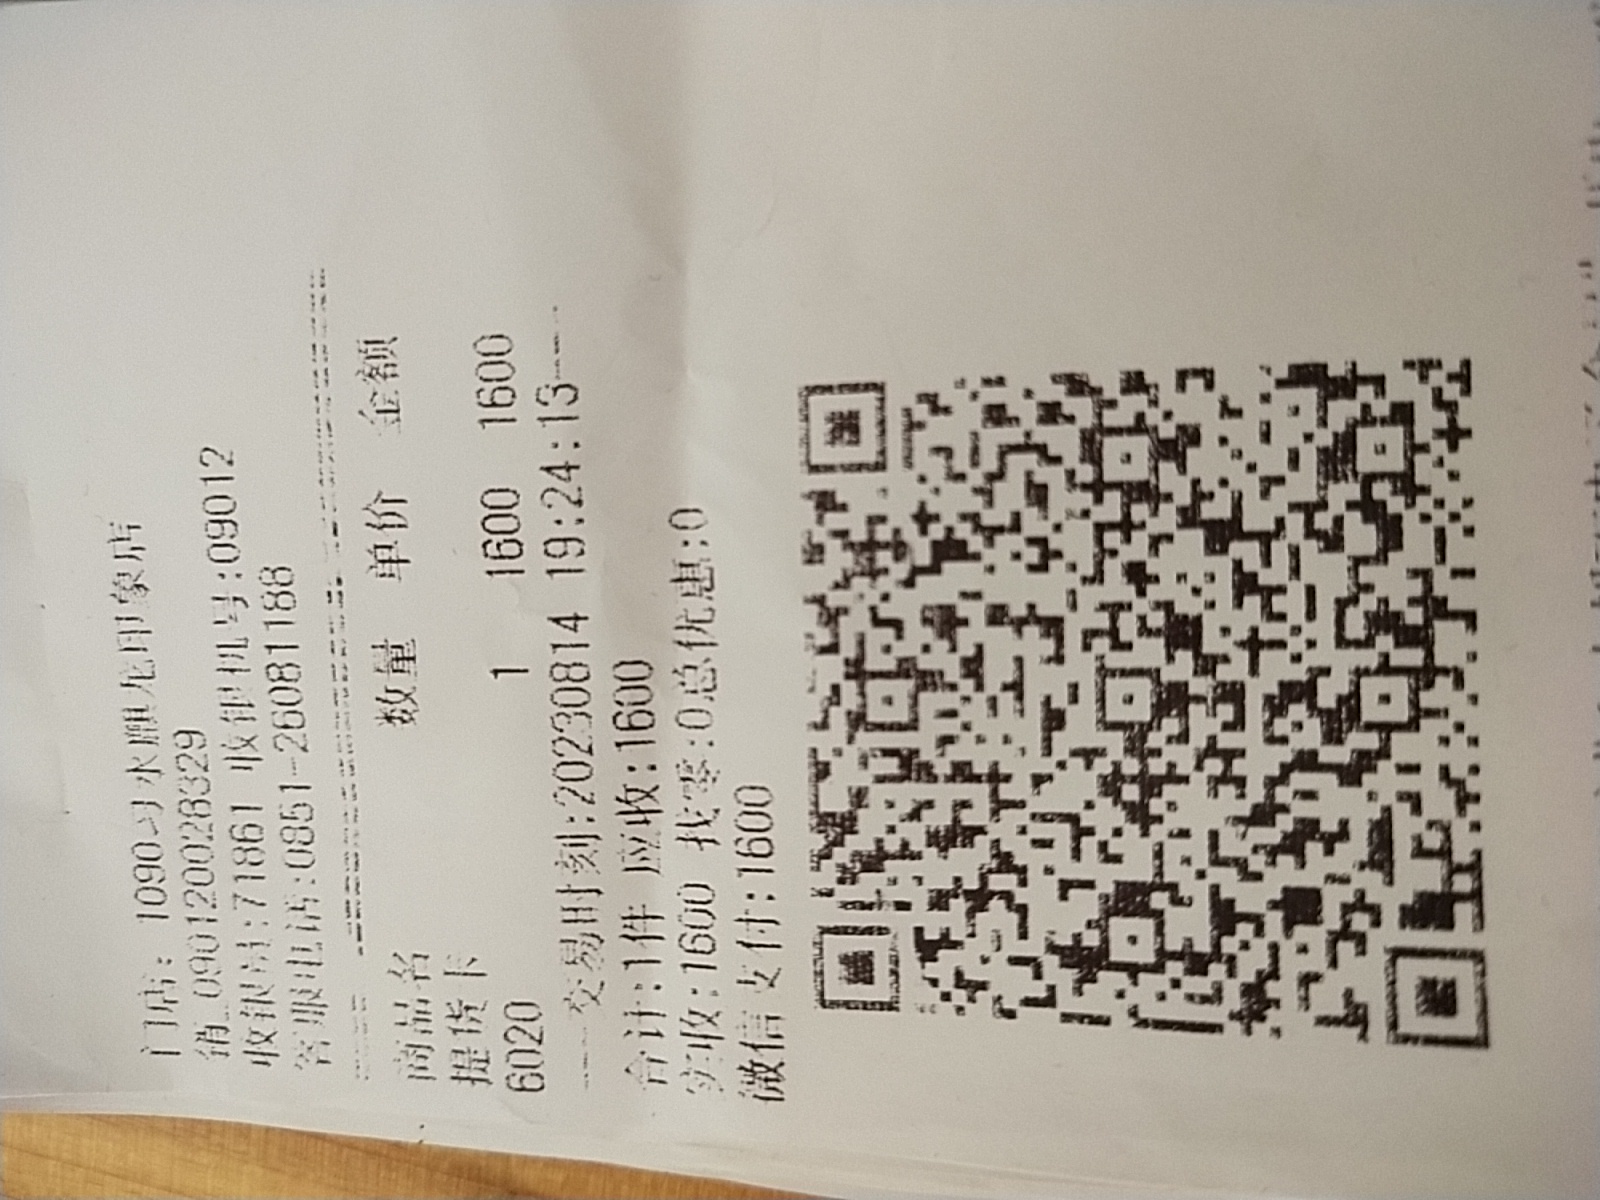 门店: 1090习水麒龙印象店
销_090120028329
收银员:71861 收银机号:09012
客服电话:0851-26081188
商品名 数量 单价 金额
提货卡
6020 1 1600 1600
交易时刻:20230814 19:24:13
合计:1件 应收:1600
实收:1600 找零:0总优惠:0
微信支付:1600